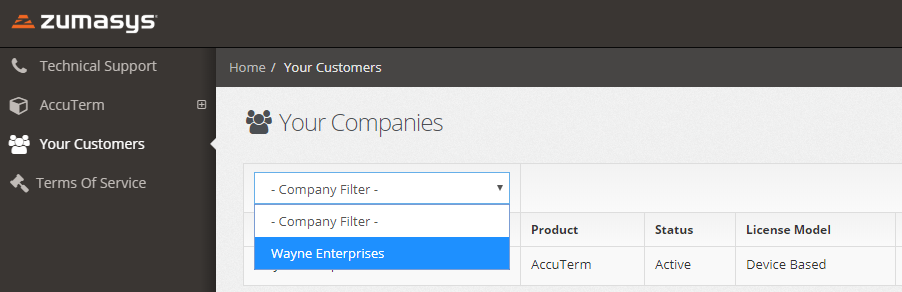 zumasys
Technical Support
AccuTerm
Your Customers
Terms Of Service
Home / Your Customers
Your Companies
- Company Filter -
- Company Filter -
Wayne Enterprises
Product Status License Model
AccuTerm Active Device Based